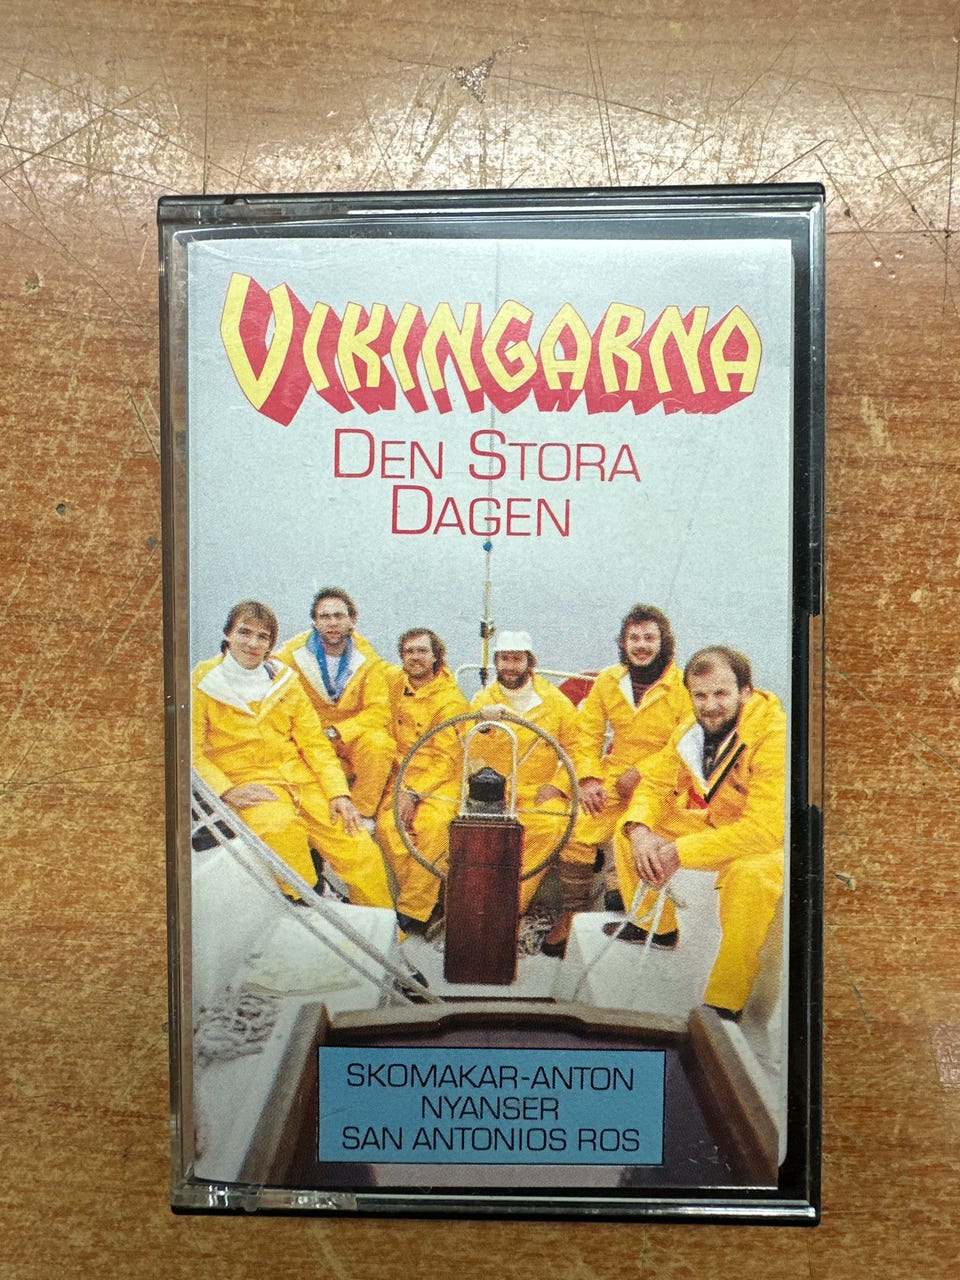 VIKINGARNA
DEN STORA
DAGEN
SKOMAKAR-ANTON
NYANSER
SAN ANTONIOS ROS